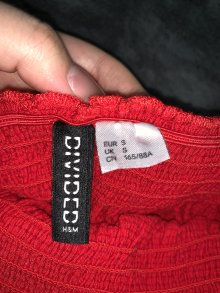 DIVIDED
H&M
EUR S
UK S
CN 165/88A